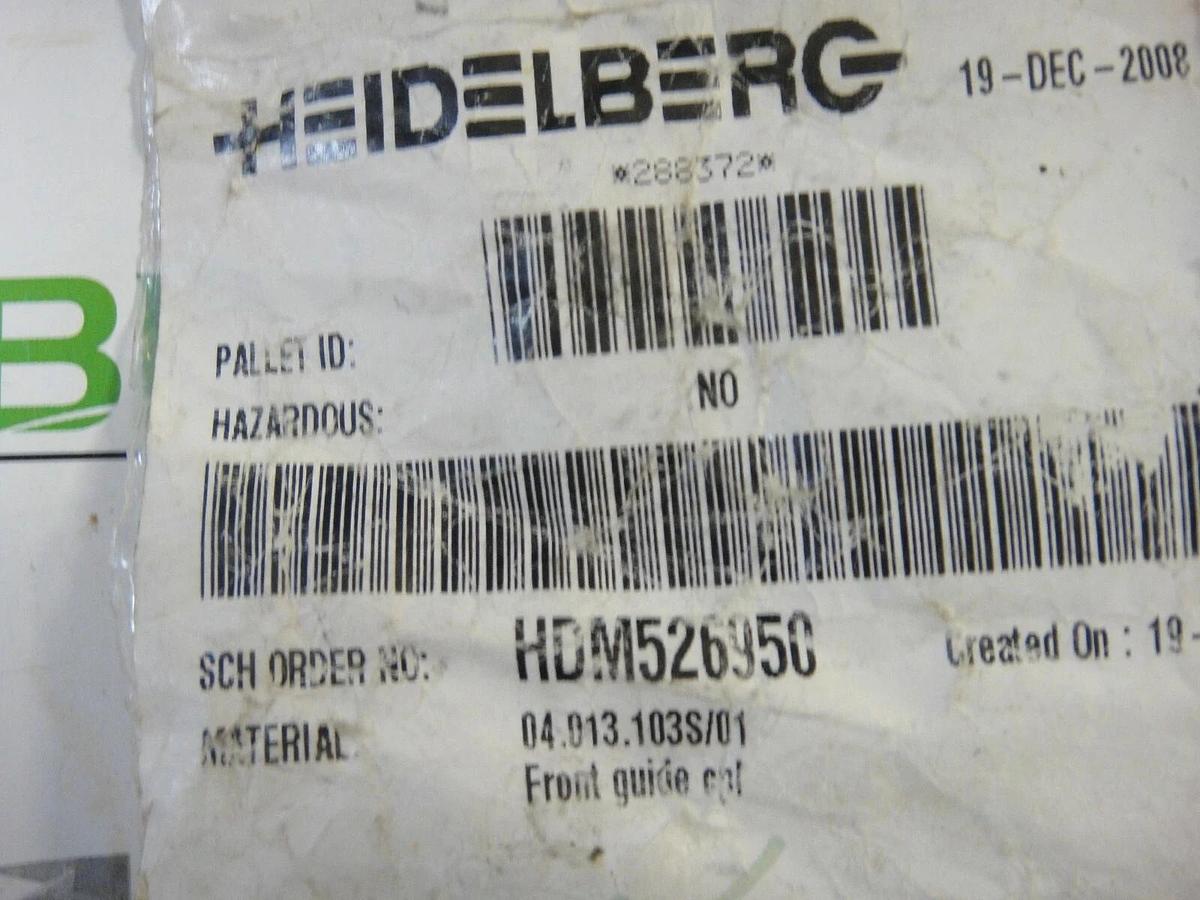 HEIDELBERG
19-DEC-2008
*288372*
PALLET ID:
HAZARDOUS: NO
SCH ORDER NO: HDM526950
Created On : 19-
MATERIAL 04.013.103S/01
Front guide cpl
B